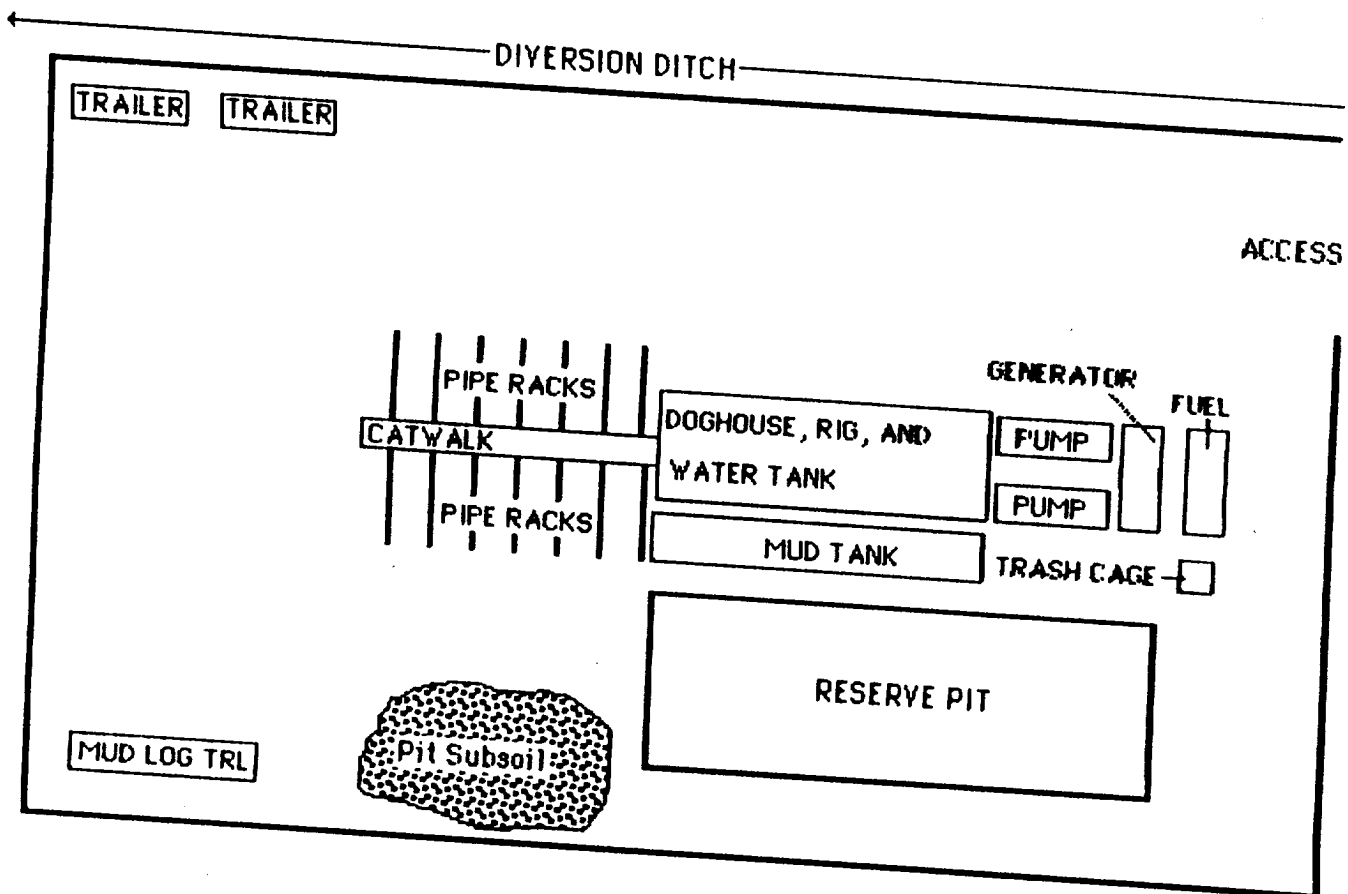 DIVERSION DITCH
TRAILER TRAILER
ACCESS
GENERATOR
FUEL
PIPE RACKS
CATWALK
DOGHOUSE, RIG, AND
WATER TANK
PUMP
PUMP
PIPE RACKS
MUD TANK
TRASH CAGE
RESERVE PIT
Pit Subsoil
MUD LOG TRL